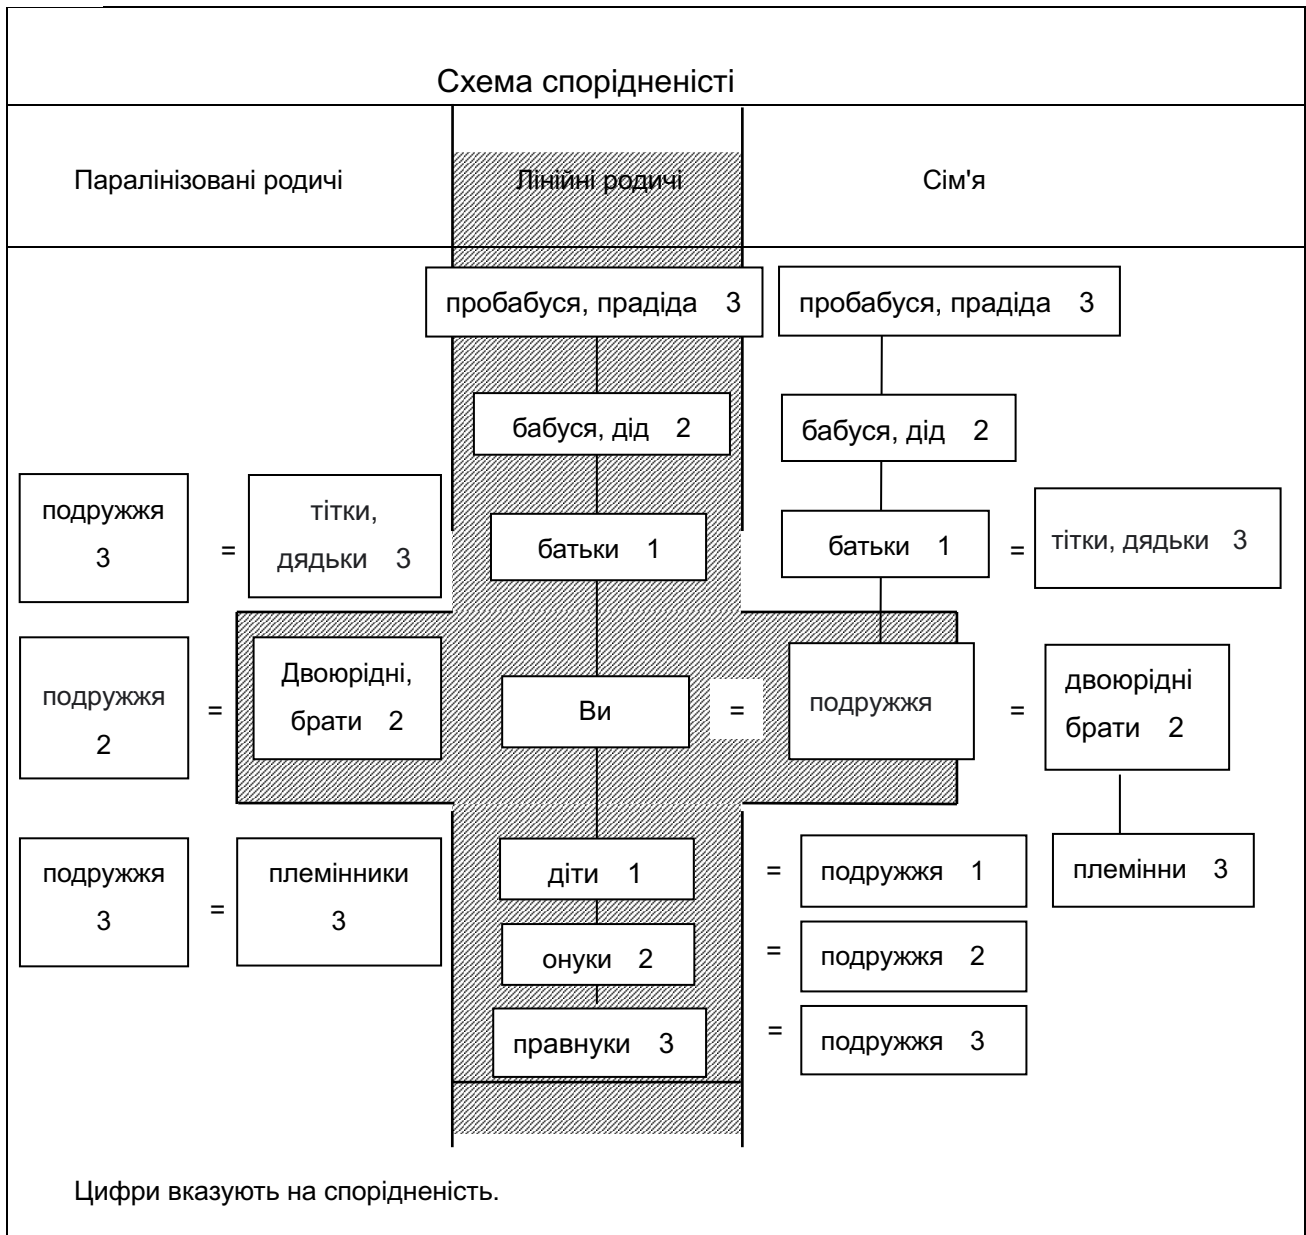 Схема спорідненісті
Паралінізовані родичі
Лінійні родичі
Сім'я
пробабуся, прадіда 3
пробабуся, прадіда 3
бабуся, дід 2
бабуся, дід 2
подружжя
3
=
тітки,
дядьки 3
батьки 1
батьки 1
=
тітки, дядьки 3
подружжя
2
=
Двоюрідні,
брати 2
Ви
=
подружжя
=
двоюрідні
брати 2
подружжя
3
=
племінники
3
діти 1
=
подружжя 1
племінни 3
онуки 2
=
подружжя 2
правнуки 3
=
подружжя 3
Цифри вказують на спорідненість.